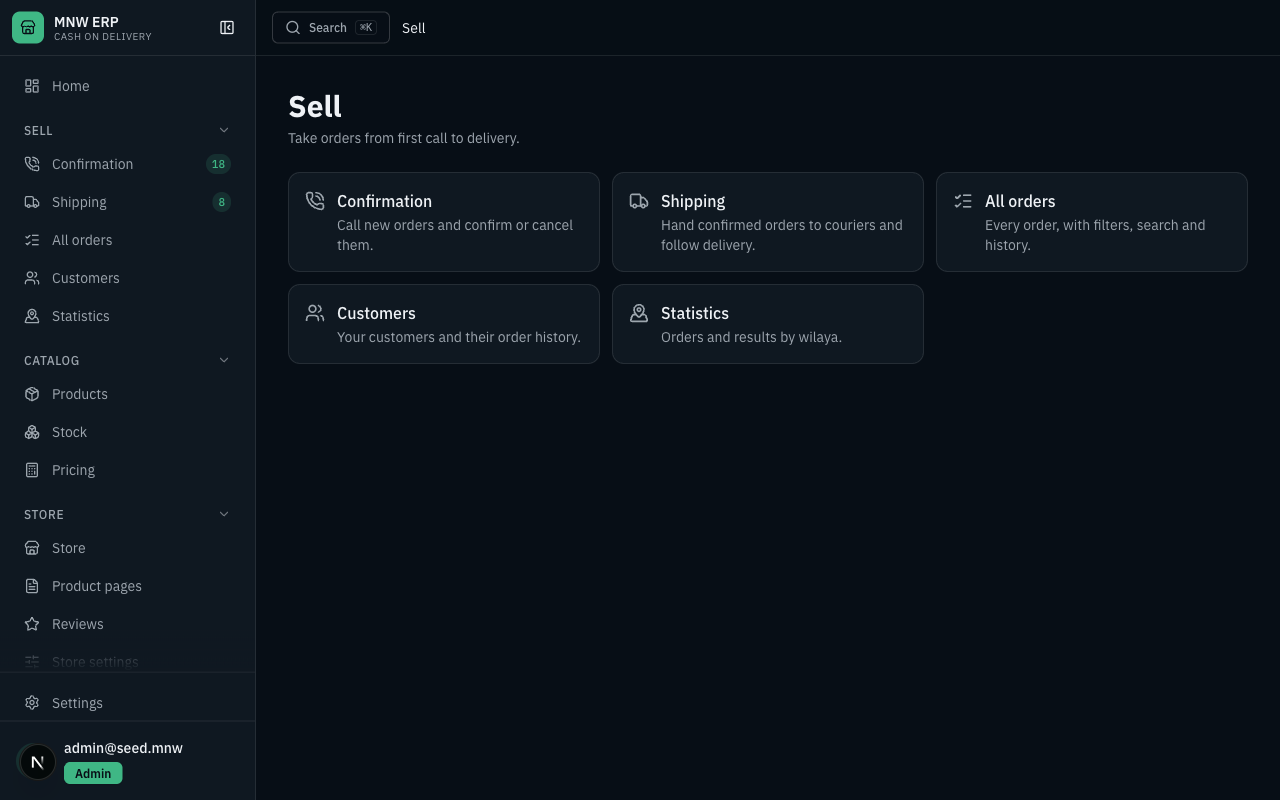 MNW ERP
CASH ON DELIVERY
Search ⌘K
Sell
Home
SELL
Confirmation 18
Shipping 8
All orders
Customers
Statistics
CATALOG
Products
Stock
Pricing
STORE
Store
Product pages
Reviews
Store settings
Settings
N
admin@seed.mnw
Admin
Sell
Take orders from first call to delivery.
Confirmation
Call new orders and confirm or cancel
them.
Shipping
Hand confirmed orders to couriers and
follow delivery.
All orders
Every order, with filters, search and
history.
Customers
Your customers and their order history.
Statistics
Orders and results by wilaya.